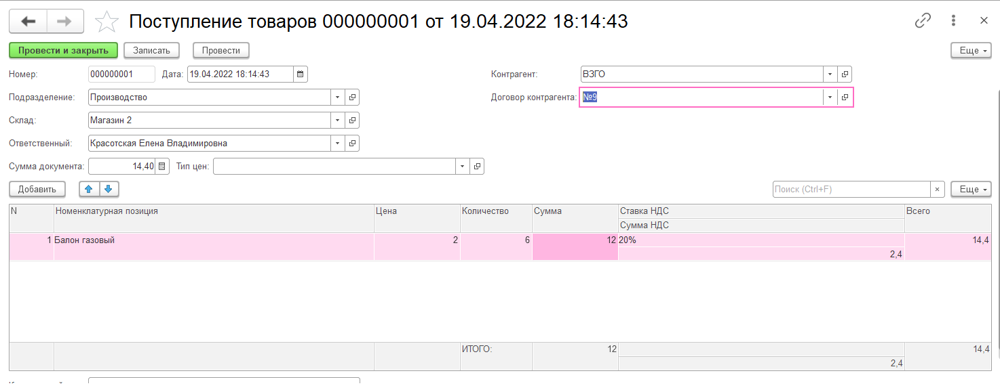 Поступление товаров 000000001 от 19.04.2022 18:14:43
Провести и закрыть Записать Провести Еще
Номер: 000000001 Дата: 19.04.2022 18:14:43 Контрагент: ВЗГО
Подразделение: Производство Договор контрагента: №9
Склад: Магазин 2
Ответственный: Красотская Елена Владимировна
Сумма документа: 14,40 Тип цен:
Добавить Поиск (Ctrl+F) × Еще
N Номенклатурная позиция Цена Количество Сумма Ставка НДС Всего
Сумма НДС
1 Балон газовый 2 6 12 20% 14,4
2,4
ИТОГО: 12 14,4
2,4